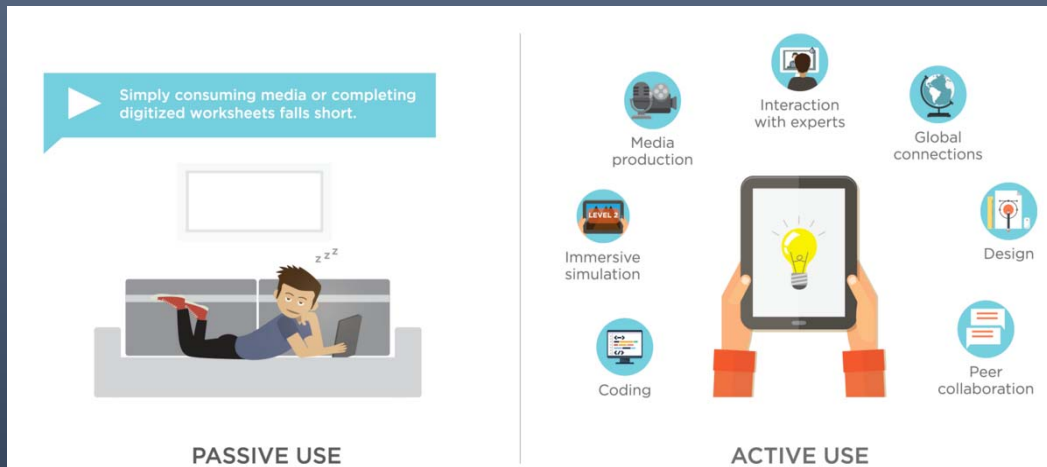 Simply consuming media or completing
digitized worksheets falls short.
z z z
PASSIVE USE
Interaction
with experts
Media
production
Global
connections
LEVEL 2
Immersive
simulation
Design
Coding
Peer
collaboration
ACTIVE USE